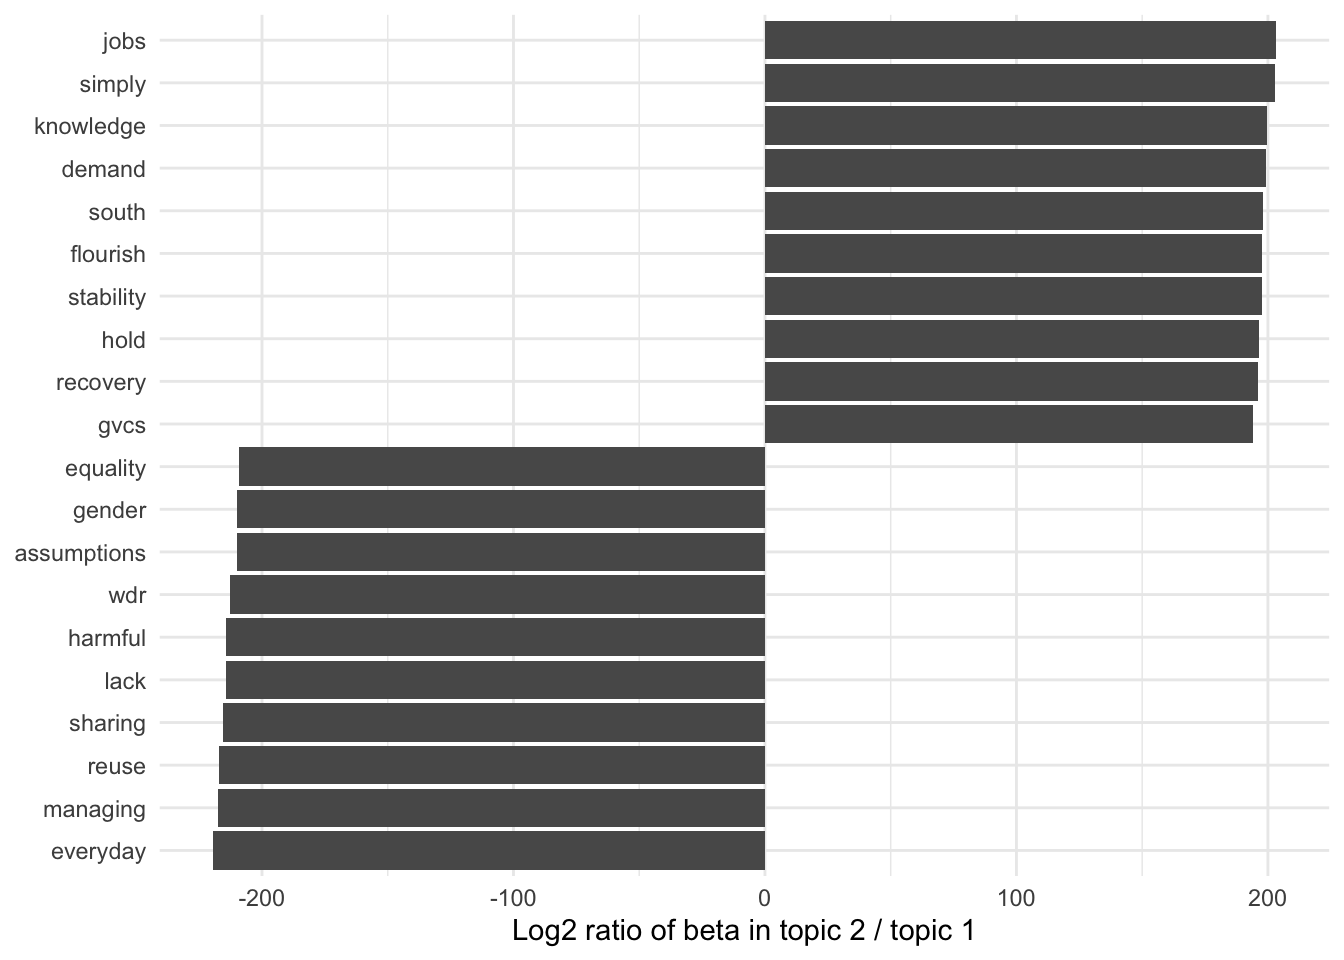 jobs
simply
knowledge
demand
south
flourish
stability
hold
recovery
gvcs
equality
gender
assumptions
wdr
harmful
lack
sharing
reuse
managing
everyday
-200 -100 0 100 200
Log2 ratio of beta in topic 2 / topic 1